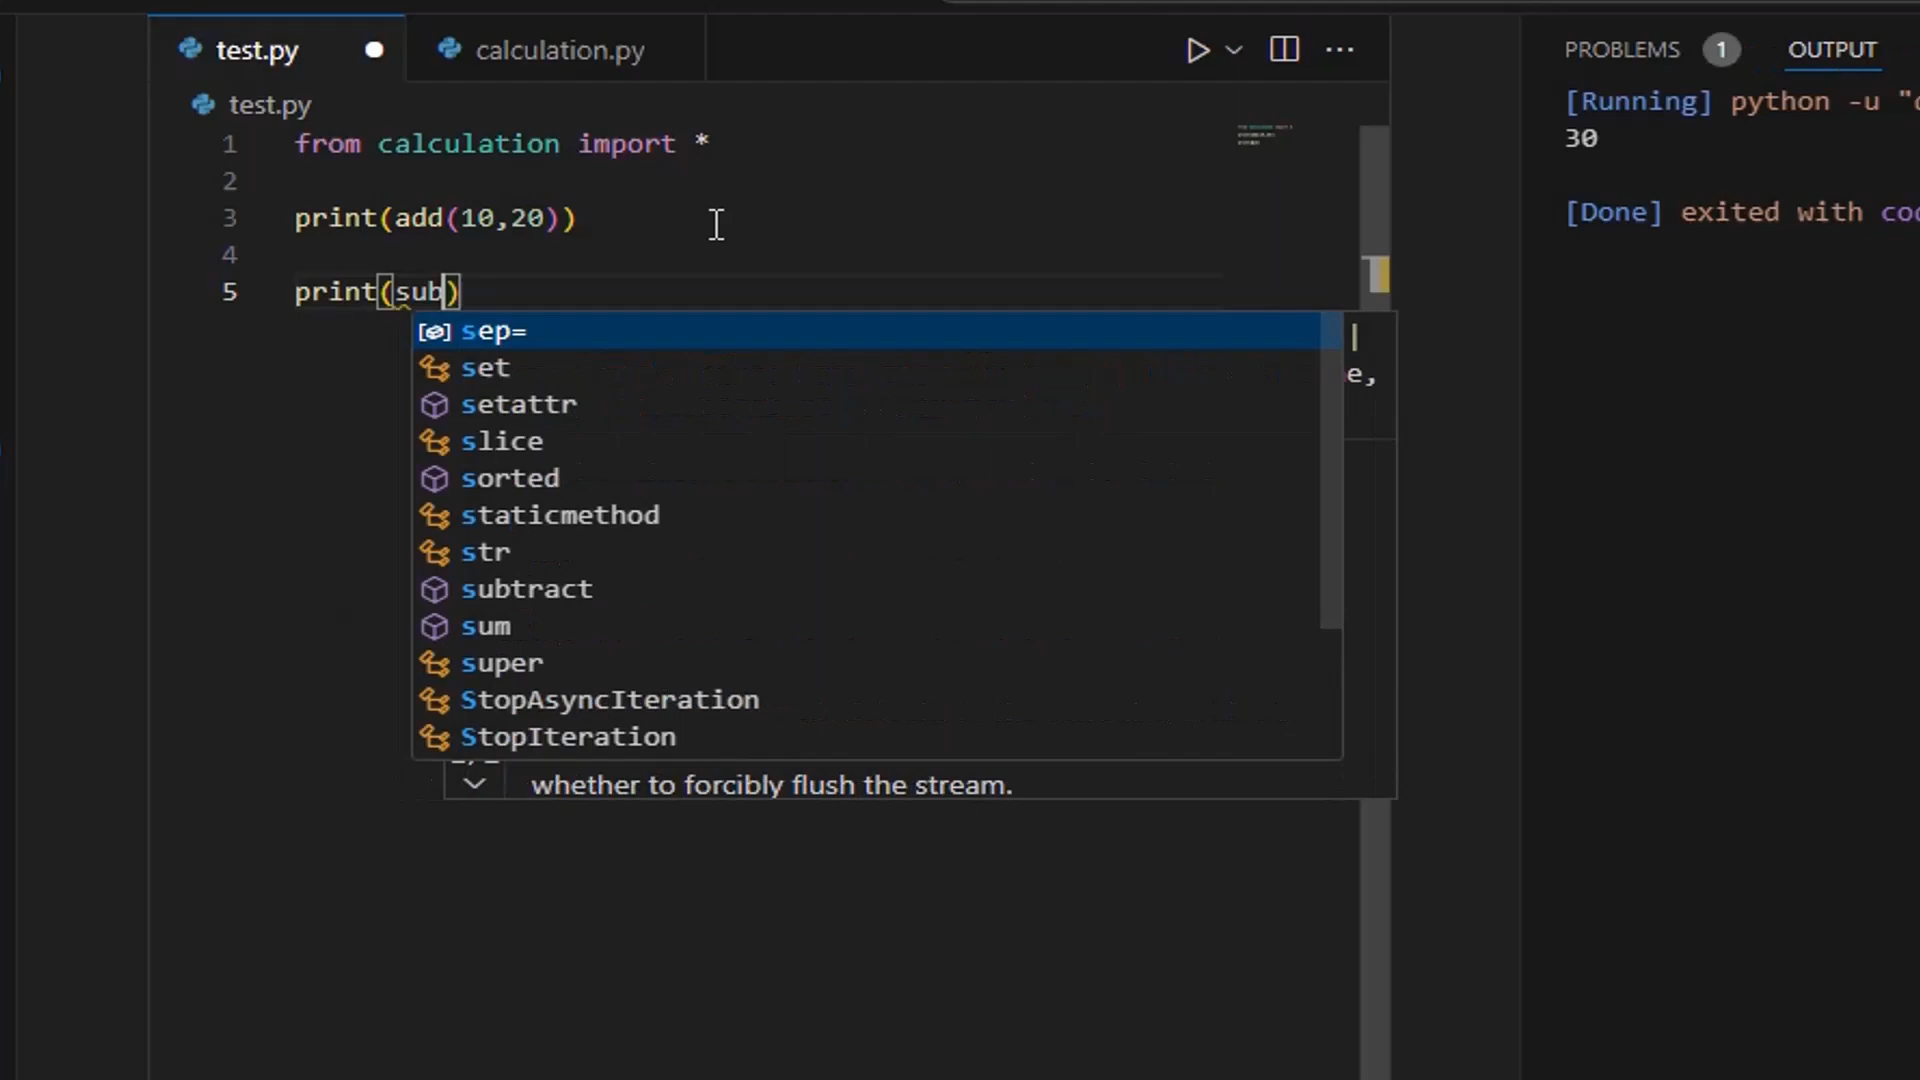 test.py
calculation.py
PROBLEMS 1 OUTPUT
test.py
1 from calculation import *
2
3 print(add(10,20))
4
5 print(sub)
sep=
set
setattr
slice
sorted
staticmethod
str
subtract
sum
super
StopAsyncIteration
StopIteration
|
e,
whether to forcibly flush the stream.
[Running] python -u "
30
[Done] exited with